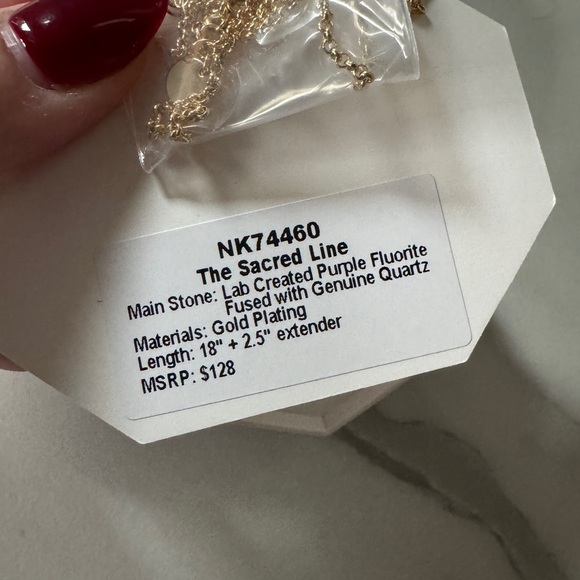 NK74460
The Sacred Line
Main Stone: Lab Created Purple Fluorite
Fused with Genuine Quartz
Materials: Gold Plating
Length: 18" + 2.5" extender
MSRP: $128